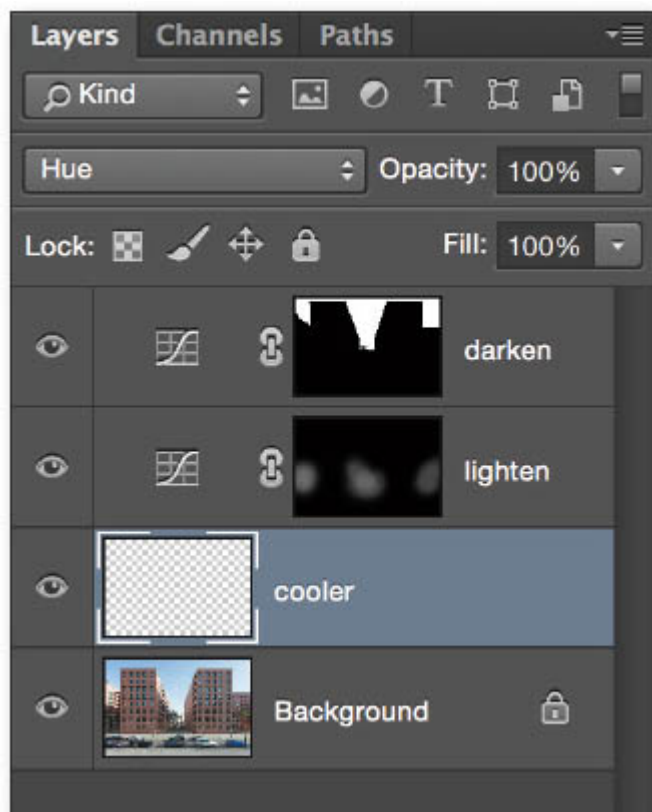 Layers Channels Paths
Kind T
Hue Opacity: 100%
Lock: Fill: 100%
darken
lighten
cooler
Background